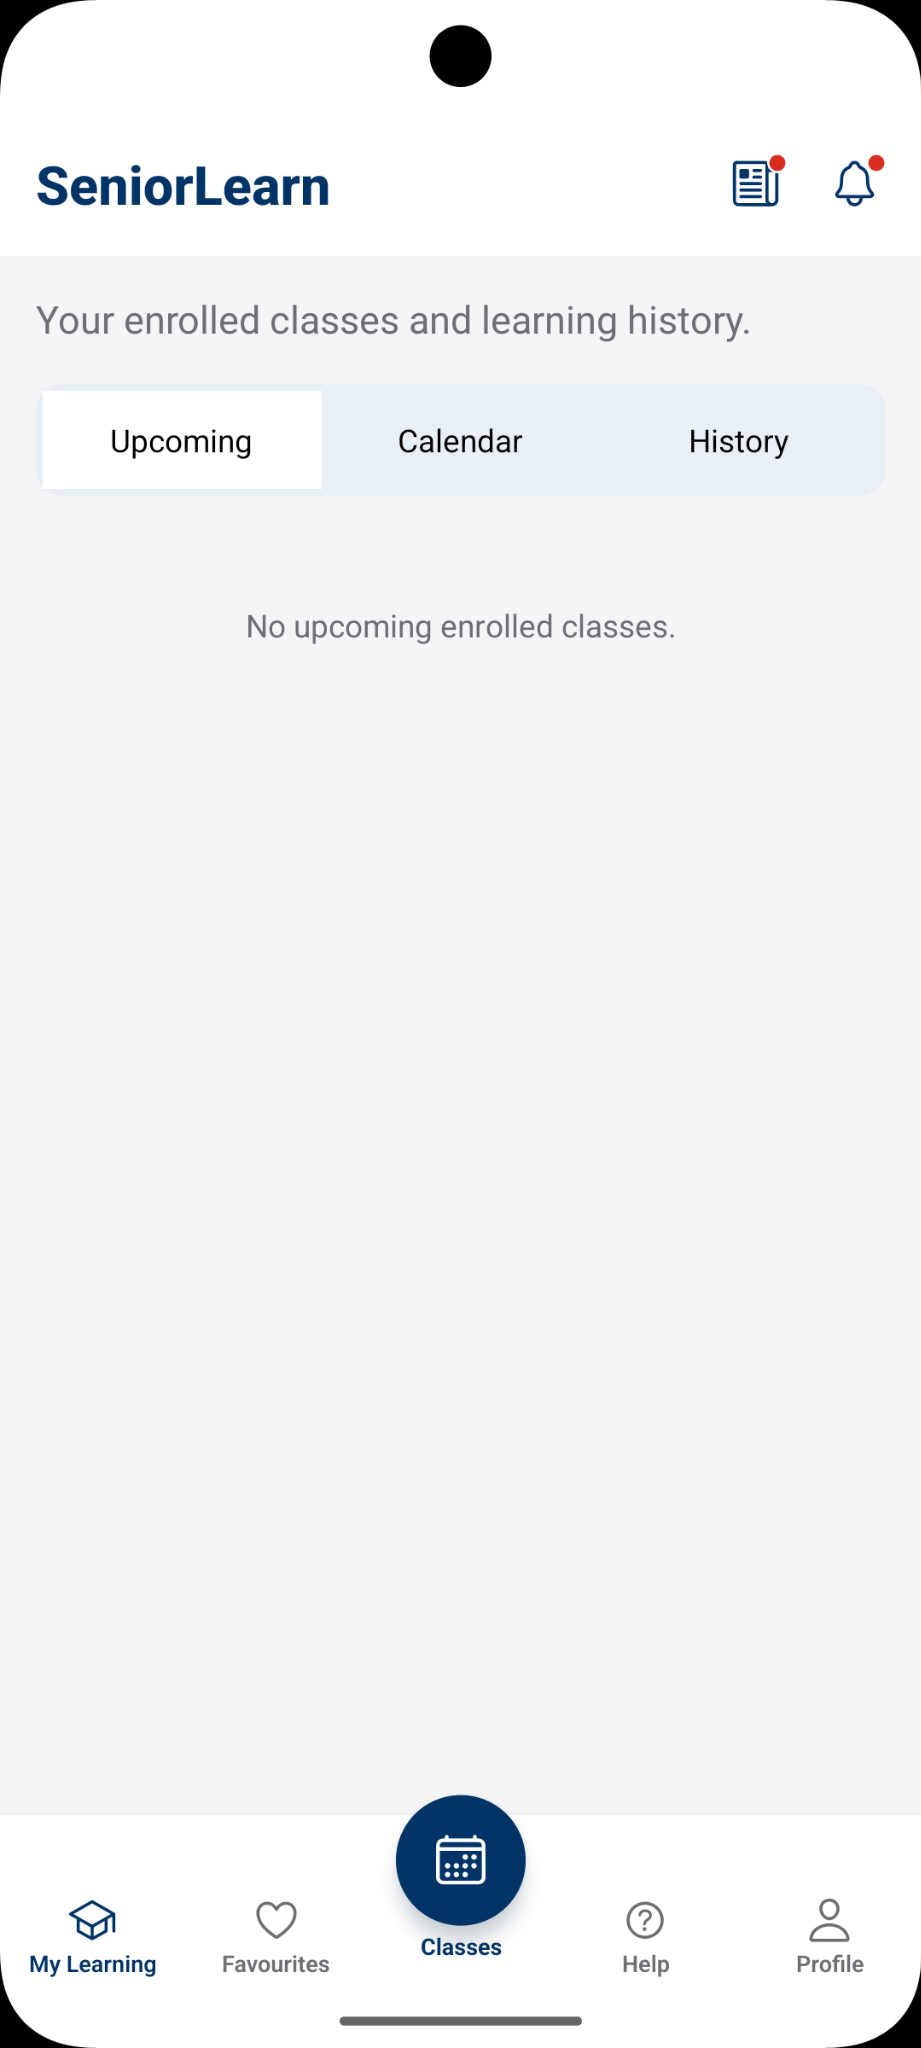 SeniorLearn
Your enrolled classes and learning history.
Upcoming
Calendar
History
No upcoming enrolled classes.
My Learning
Favourites
Classes
Help
Profile